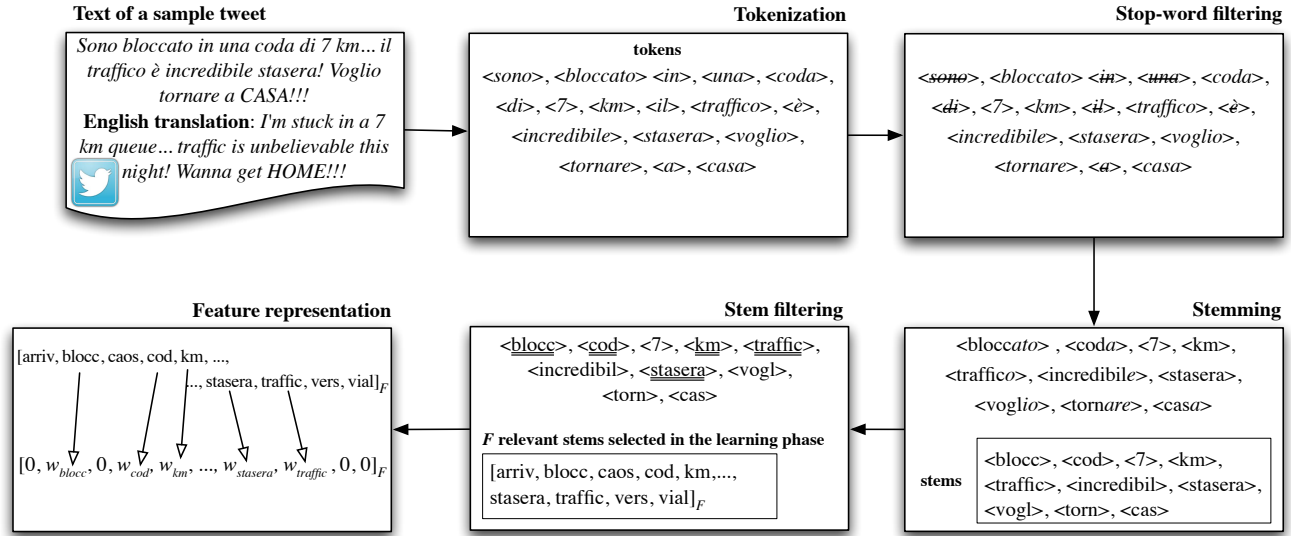 Text of a sample tweet
Sono bloccato in una coda di 7 km... il
traffico è incredibile stasera! Voglio
tornare a CASA!!!
English translation: I'm stuck in a 7
km queue... traffic is unbelievable this
night! Wanna get HOME!!!
Tokenization
tokens
<sono>, <bloccato> <in>, <una>, <coda>,
<di>, <7>, <km>, <il>, <traffico>, <è>,
<incredibile>, <stasera>, <voglio>
<tornare>, <a>, <casa>
Stop-word filtering
<sono>, <bloccato> <in>, <una>, <coda>,
<di>, <7>, <km>, <il>, <traffico>, <è>,
<incredibile>, <stasera>, <voglio>
<tornare>, <a>, <casa>
Stemming
<bloccato> , <coda>, <7>, <km>,
<traffico>, <incredibile>, <stasera>,
<voglio>, <tornare>, <casa>
stems
<blocc>, <cod>, <7>, <km>,
<traffic>, <incredibil>, <stasera>,
<vogl>, <torn>, <cas>
Stem filtering
<blocc>, <cod>, <7>, <km>, <traffic>,
<incredibil>, <stasera>, <vogl>,
<torn>, <cas>
F relevant stems selected in the learning phase
[arriv, blocc, caos, cod, km,...,
stasera, traffic, vers, vial]F
Feature representation
[arriv, blocc, caos, cod, km, ...,
..., stasera, traffic, vers, vial]F
[0, wblocc, 0, wcod, wkm, ..., wstasera, wtraffic , 0, 0]F